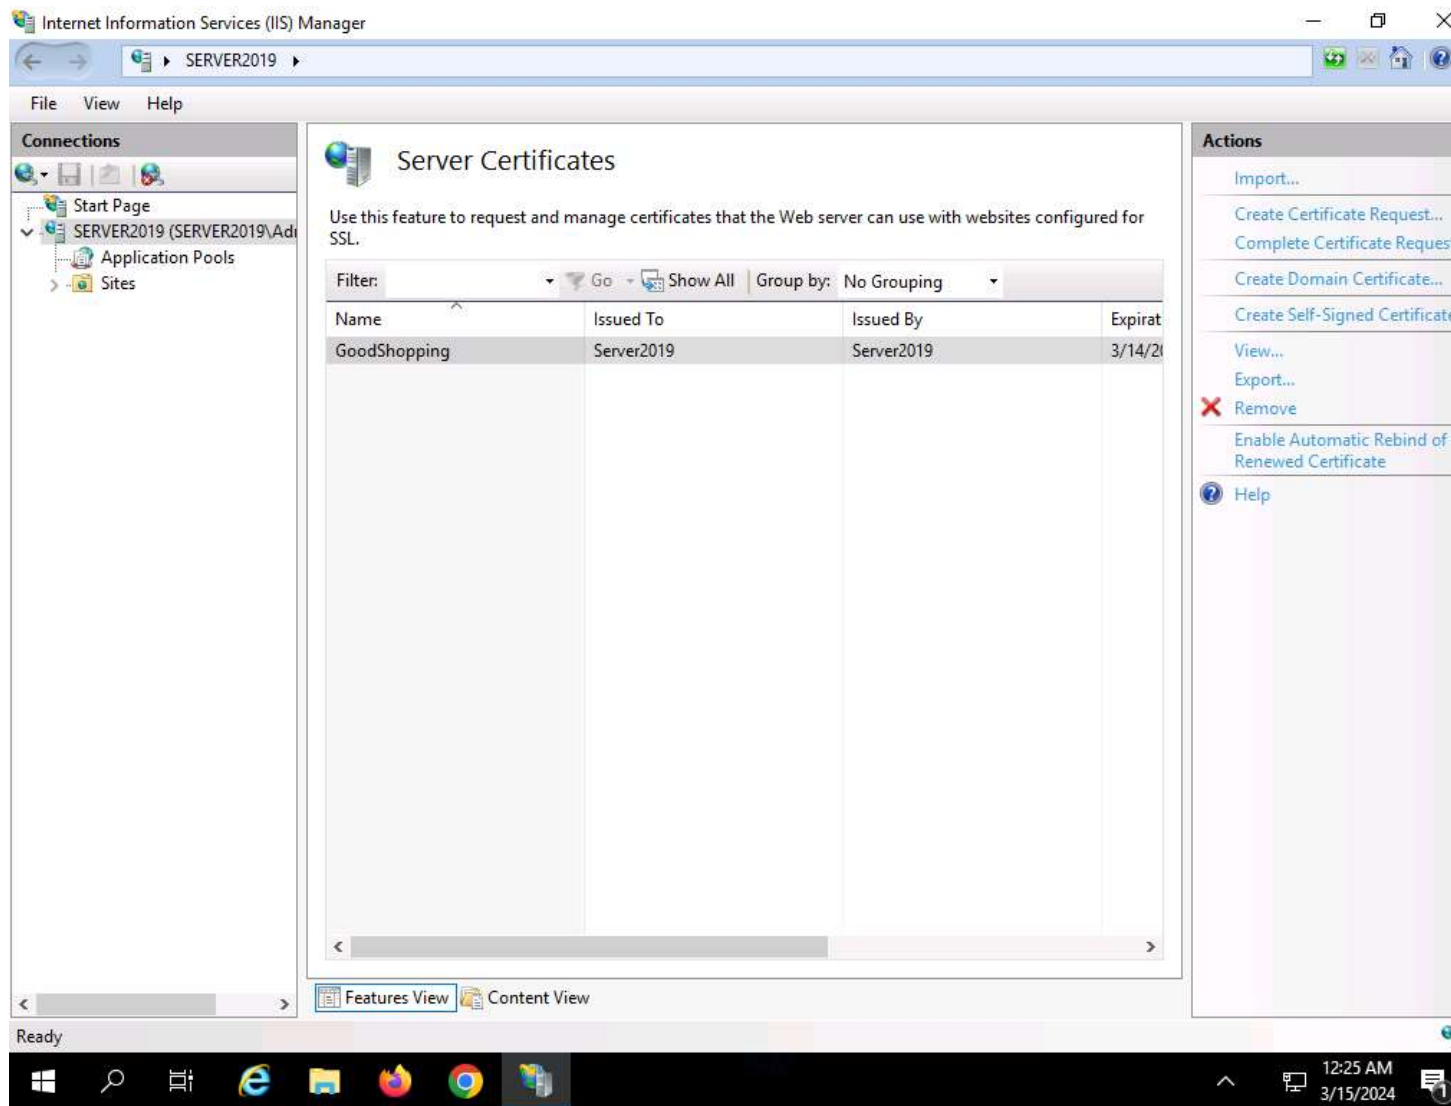 Internet Information Services (IIS) Manager
SERVER2019
File View Help
Connections
Start Page
SERVER2019 (SERVER2019\Adi
Application Pools
Sites
Server Certificates
Use this feature to request and manage certificates that the Web server can use with websites configured for
SSL.
Filter: Go Show All Group by: No Grouping
Name Issued To Issued By Expirat
GoodShopping Server2019 Server2019 3/14/20
Features View Content View
Actions
Import...
Create Certificate Request...
Complete Certificate Reques
Create Domain Certificate...
Create Self-Signed Certificate
View...
Export...
Remove
Enable Automatic Rebind of
Renewed Certificate
Help
Ready
12:25 AM
3/15/2024
1